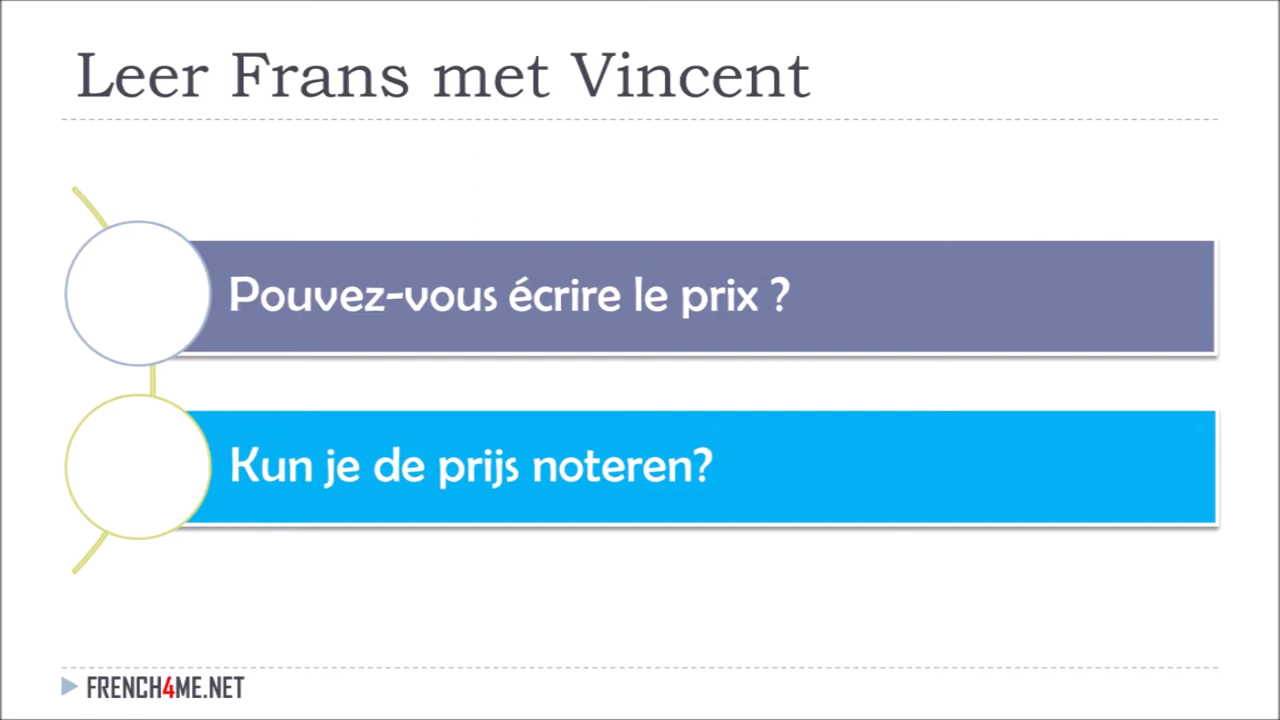 Leer Frans met Vincent
Pouvez-vous écrire le prix ?
Kun je de prijs noteren?
FRENCH4ME.NET